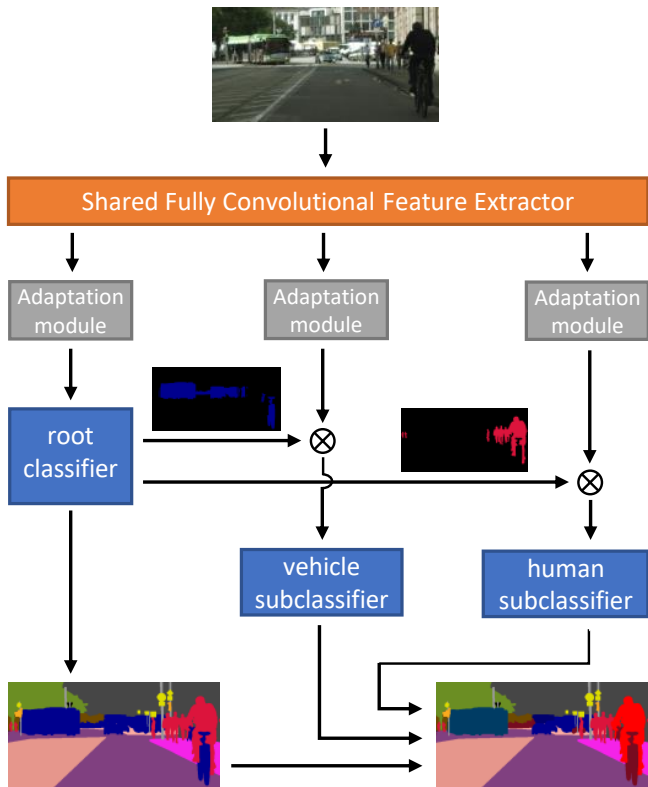 Shared Fully Convolutional Feature Extractor
Adaptation
module
Adaptation
module
Adaptation
module
root
classifier
vehicle
subclassifier
human
subclassifier